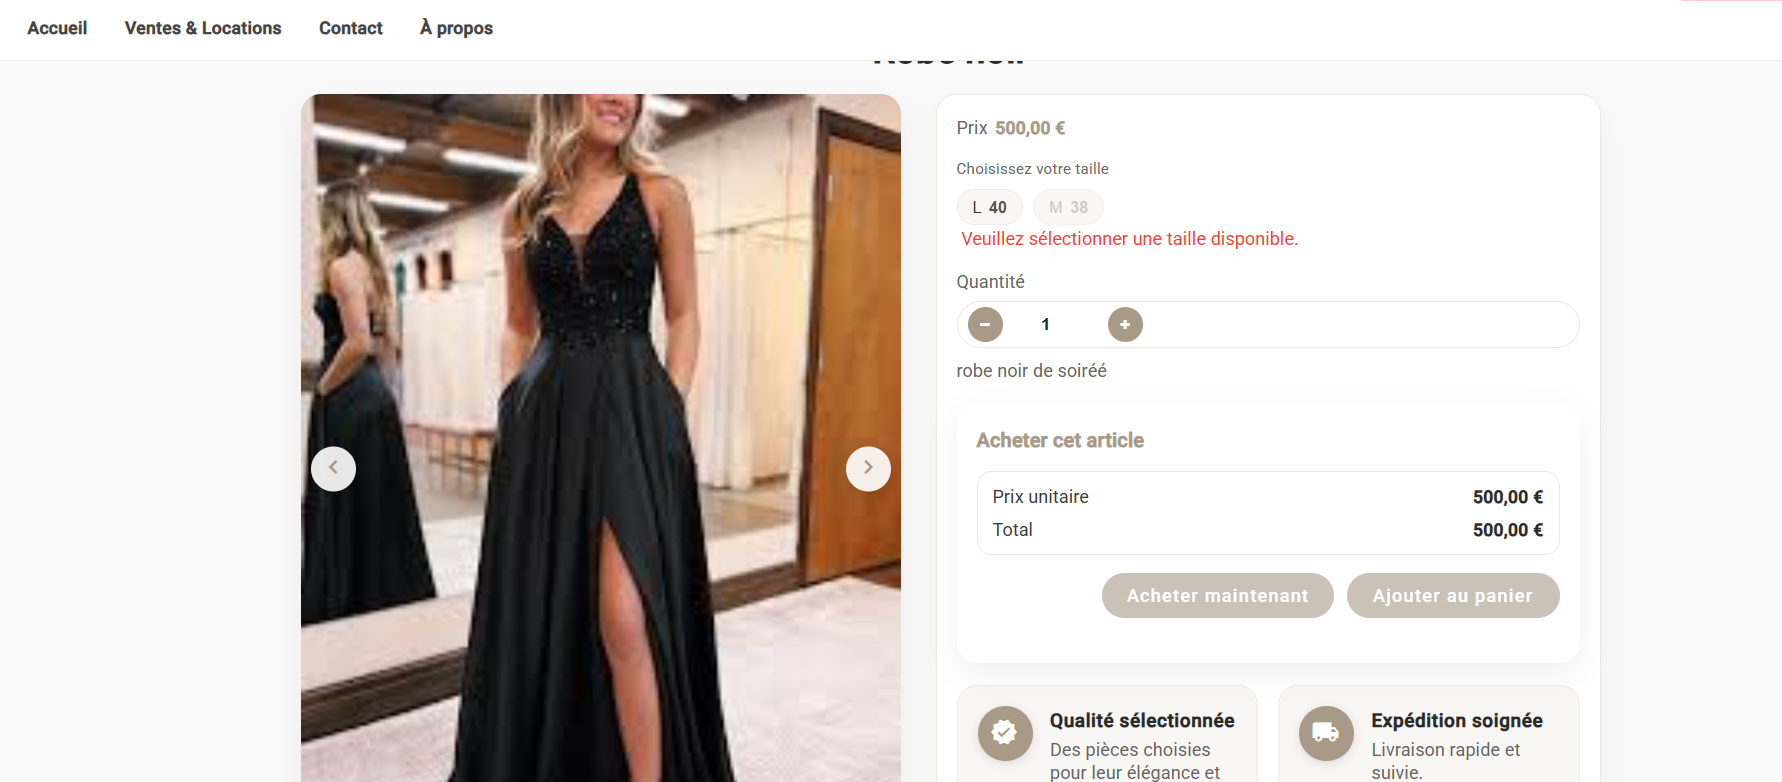 Accueil
Ventes & Locations
Contact
À propos
Prix 500,00 €
Choisissez votre taille
L 40
M 38
Veuillez sélectionner une taille disponible.
Quantité
− 1 +
robe noir de soiréé
Acheter cet article
Prix unitaire 500,00 €
Total 500,00 €
Acheter maintenant
Ajouter au panier
Qualité sélectionnée
Des pièces choisies
pour leur élégance et
Expédition soignée
Livraison rapide et
suivie.